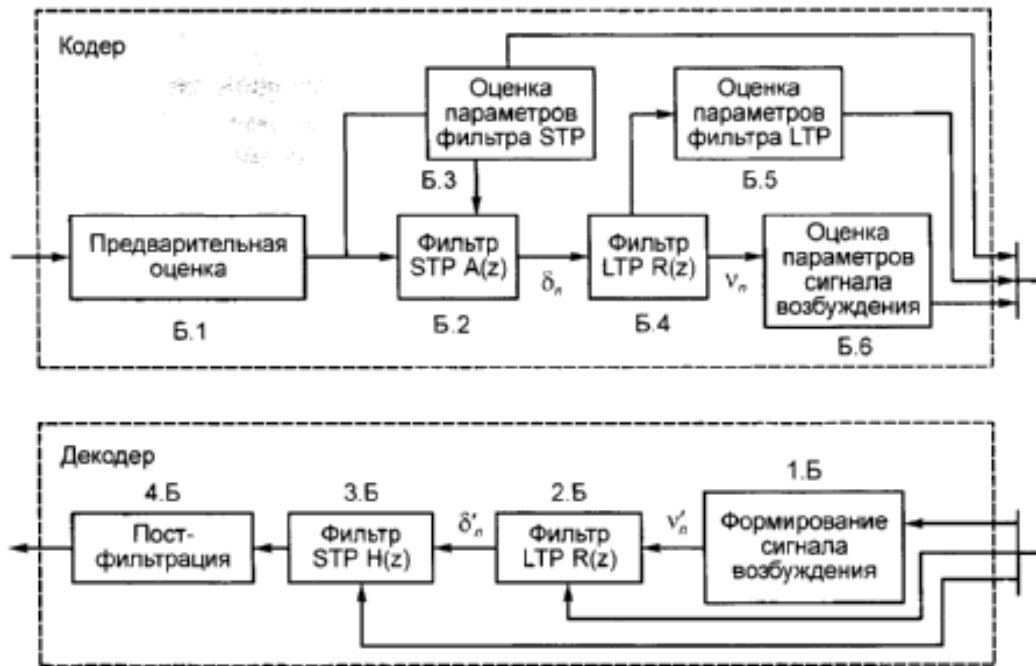 Кодер
Оценка
параметров
фильтра STP
Б.3
Оценка
параметров
фильтра LTP
Б.5
Предварительная
оценка
Б.1
Фильтр
STP A(z)
Б.2
δn
Фильтр
LTP R(z)
Б.4
νn
Оценка
параметров
сигнала
возбуждения
Б.6
Декодер
4.Б
Пост-
фильтрация
3.Б
Фильтр
STP H(z)
δ'n
2.Б
Фильтр
LTP R(z)
ν'n
1.Б
Формирование
сигнала
возбуждения